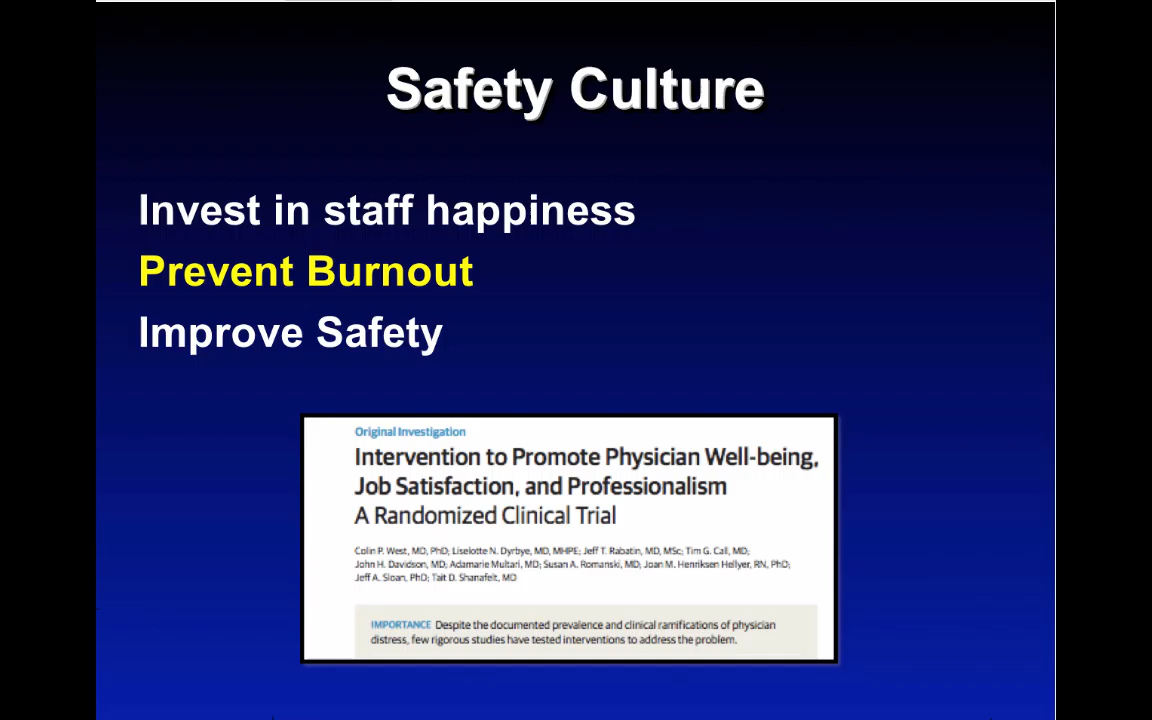 Safety Culture
Invest in staff happiness
Prevent Burnout
Improve Safety
Original Investigation
Intervention to Promote Physician Well-being,
Job Satisfaction, and Professionalism
A Randomized Clinical Trial
Colin P. West, MD, PhD; Liselotte N. Dyrbye, MD, MHPE; Jeff T. Rabatin, MD, MSc; Tim G. Call, MD;
John H. Davidson, MD; Adamarie Multari, MD; Susan A. Romanski, MD; Joan M. Henriksen Hellyer, RN, PhD;
Jeff A. Sloan, PhD; Tait D. Shanafelt, MD
IMPORTANCE Despite the documented prevalence and clinical ramifications of physician
distress, few rigorous studies have tested interventions to address the problem.